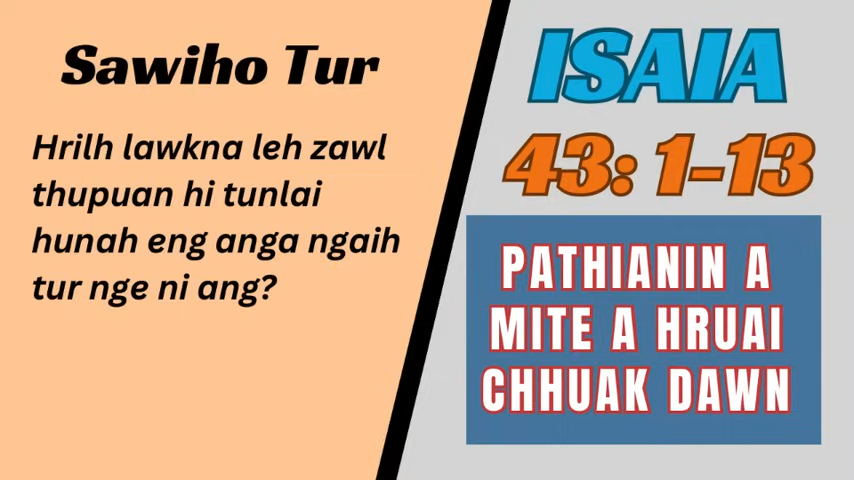 Sawiho Tur
Hrilh lawkna leh zawl
thupuan hi tunlai
hunah eng anga ngaih
tur nge ni ang?
ISAIA
43: 1-13
PATHIANIN A
MITE A HRUAI
CHHUAK DAWN